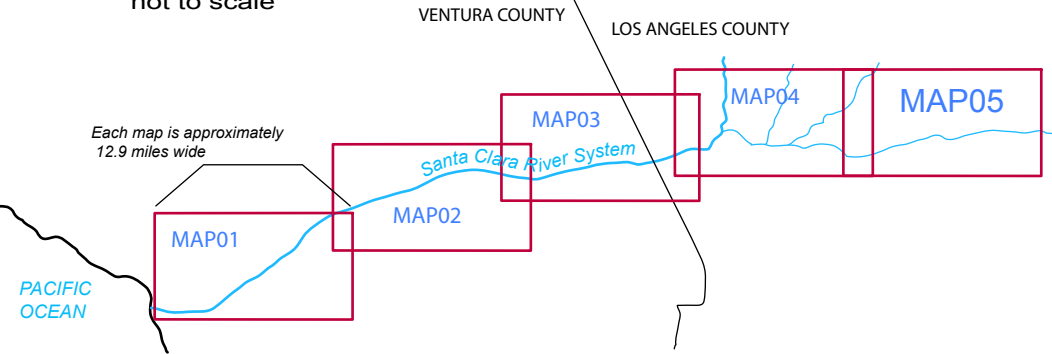 not to scale
VENTURA COUNTY
LOS ANGELES COUNTY
MAP04
MAP05
MAP03
Each map is approximately
12.9 miles wide
Santa Clara River System
MAP02
MAP01
PACIFIC
OCEAN